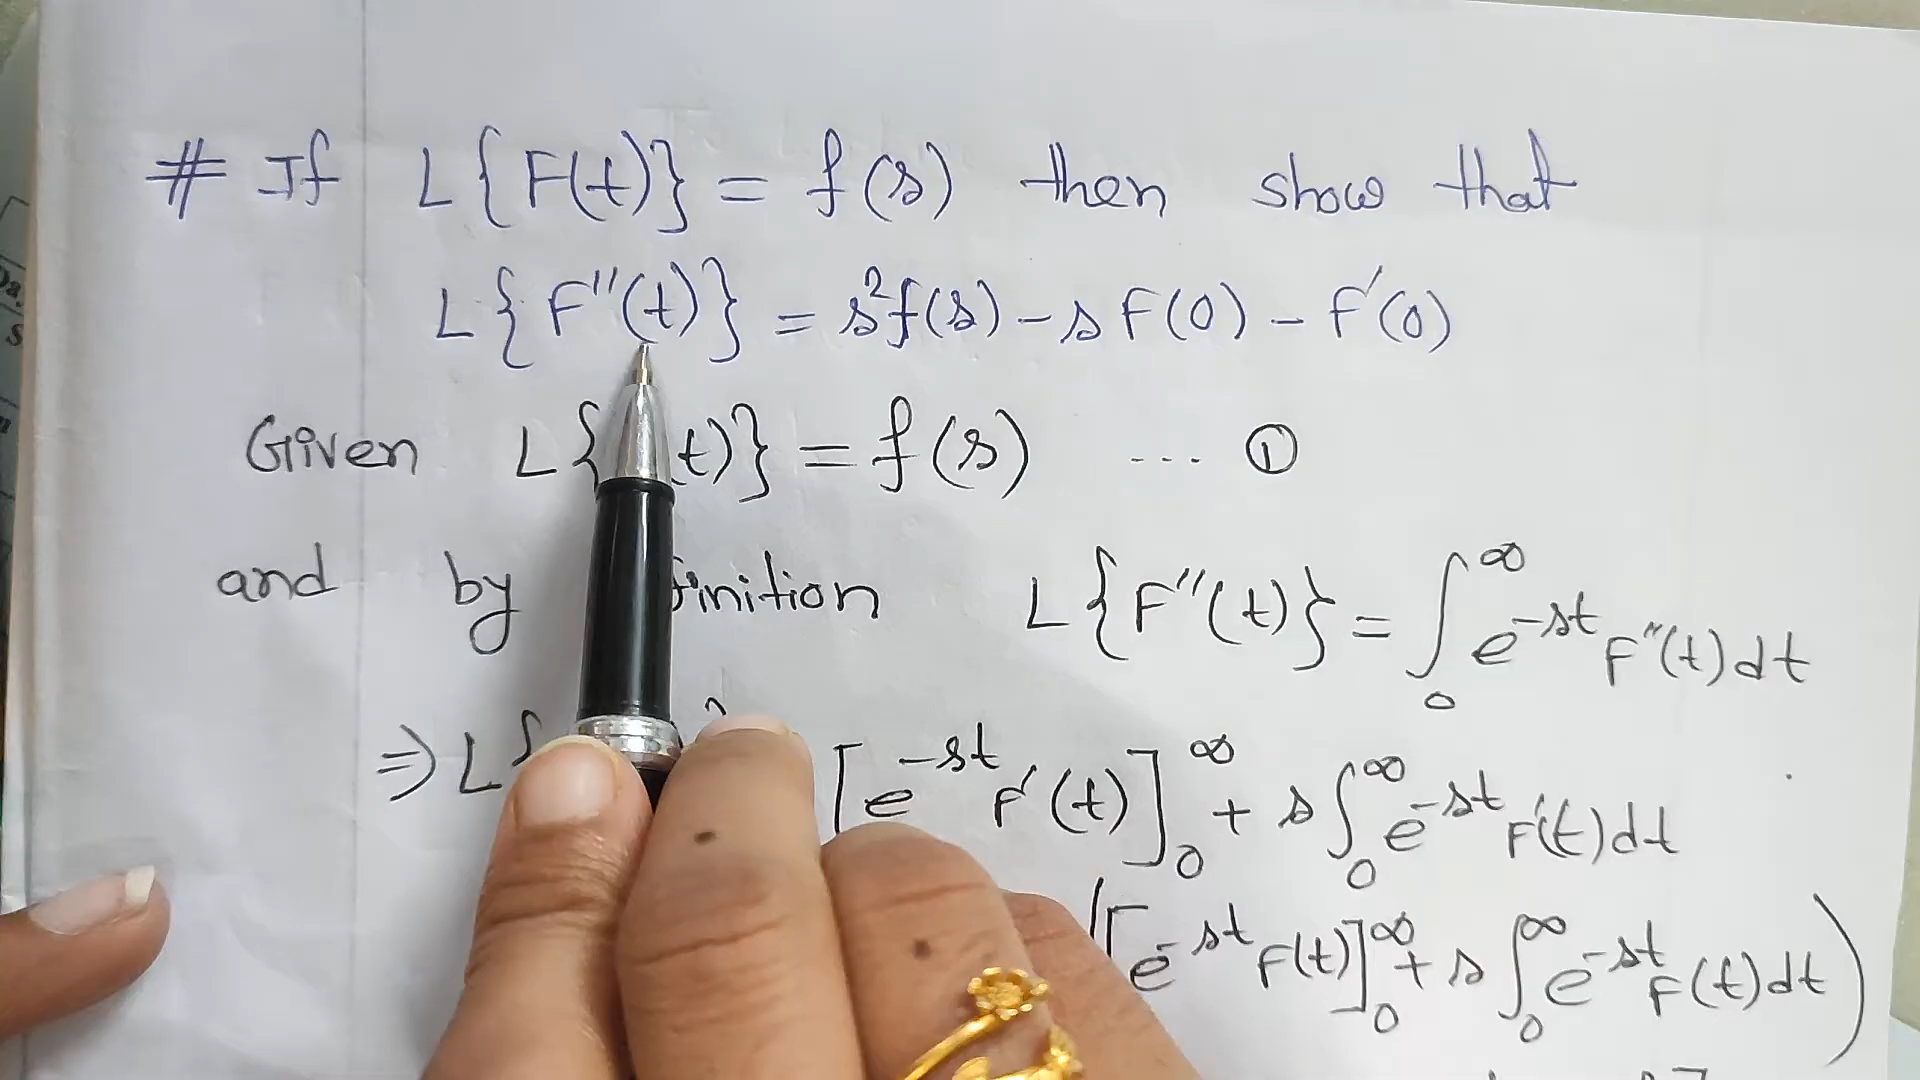 # If L{F(t)} = f(s) then show that
L{F''(t)} = s²f(s) - s F(0) - F'(0)
Given L{ t)} = f(s) ... ①
and by finition L{F''(t)} = ∫₀^∞ e^-st F''(t)dt
⇒ L [e^-st F'(t)]₀^∞ + s∫₀^∞ e^-st F'(t)dt
([e^-st F(t)]₀^∞ + s∫₀^∞ e^-st F(t)dt)